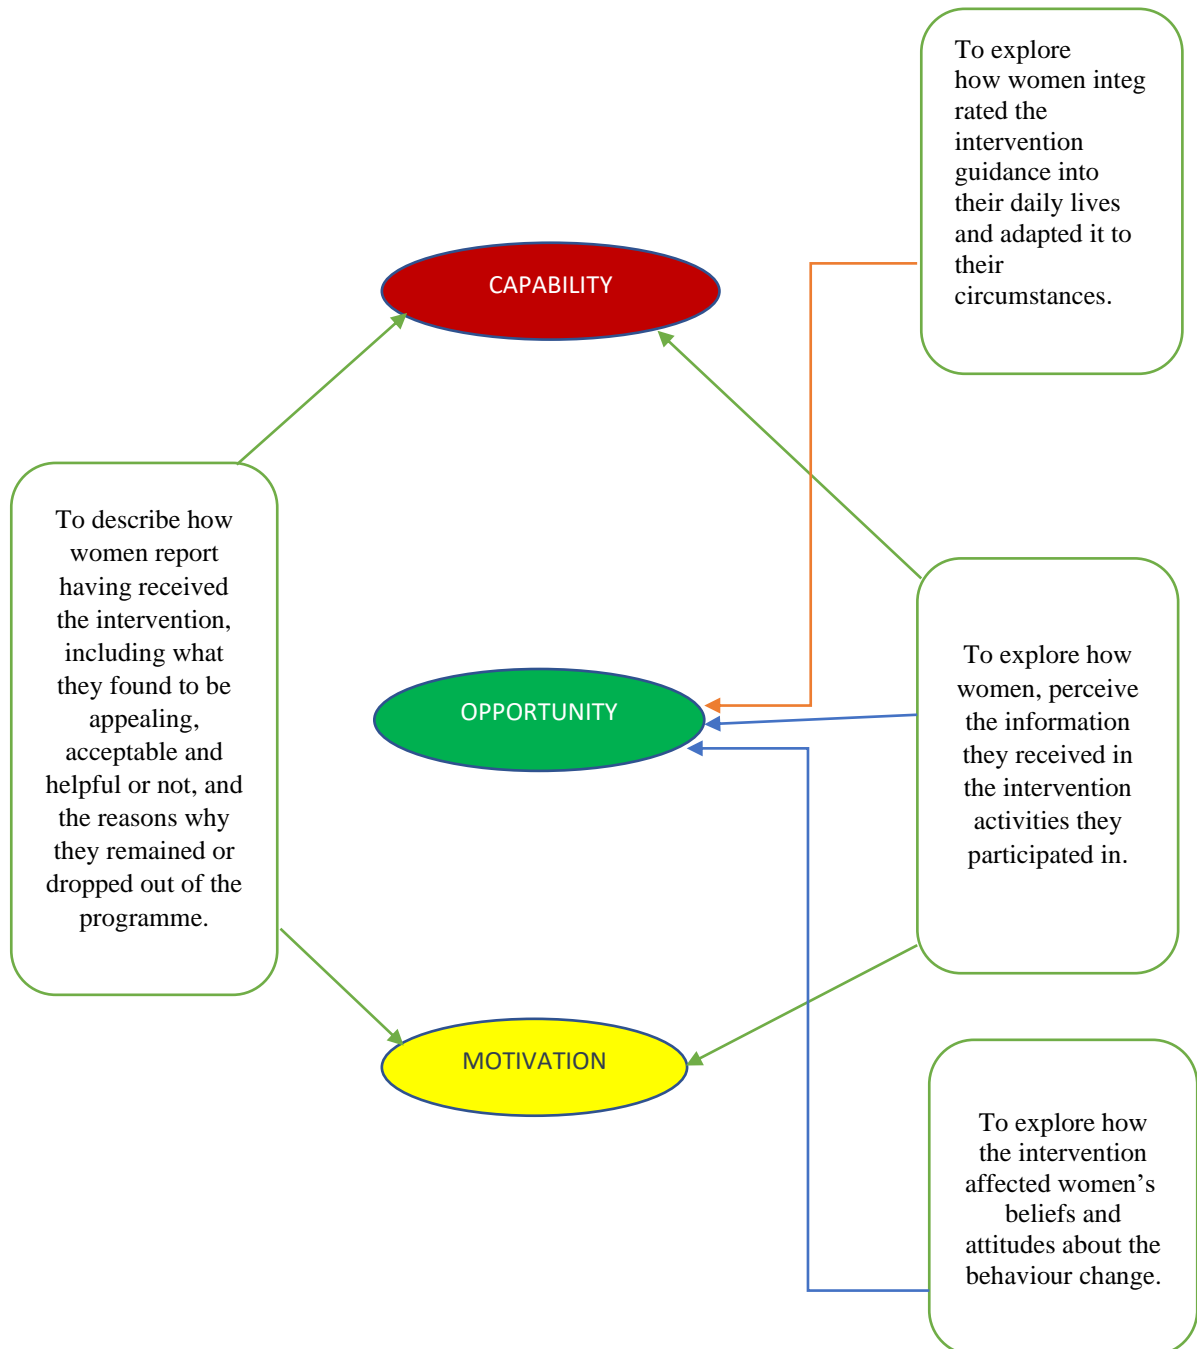 To explore
how women integ
rated the
intervention
guidance into
their daily lives
and adapted it to
their
circumstances.
CAPABILITY
To describe how
women report
having received
the intervention,
including what
they found to be
appealing,
acceptable and
helpful or not, and
the reasons why
they remained or
dropped out of the
programme.
OPPORTUNITY
To explore how
women, perceive
the information
they received in
the intervention
activities they
participated in.
MOTIVATION
To explore how
the intervention
affected women’s
beliefs and
attitudes about the
behaviour change.